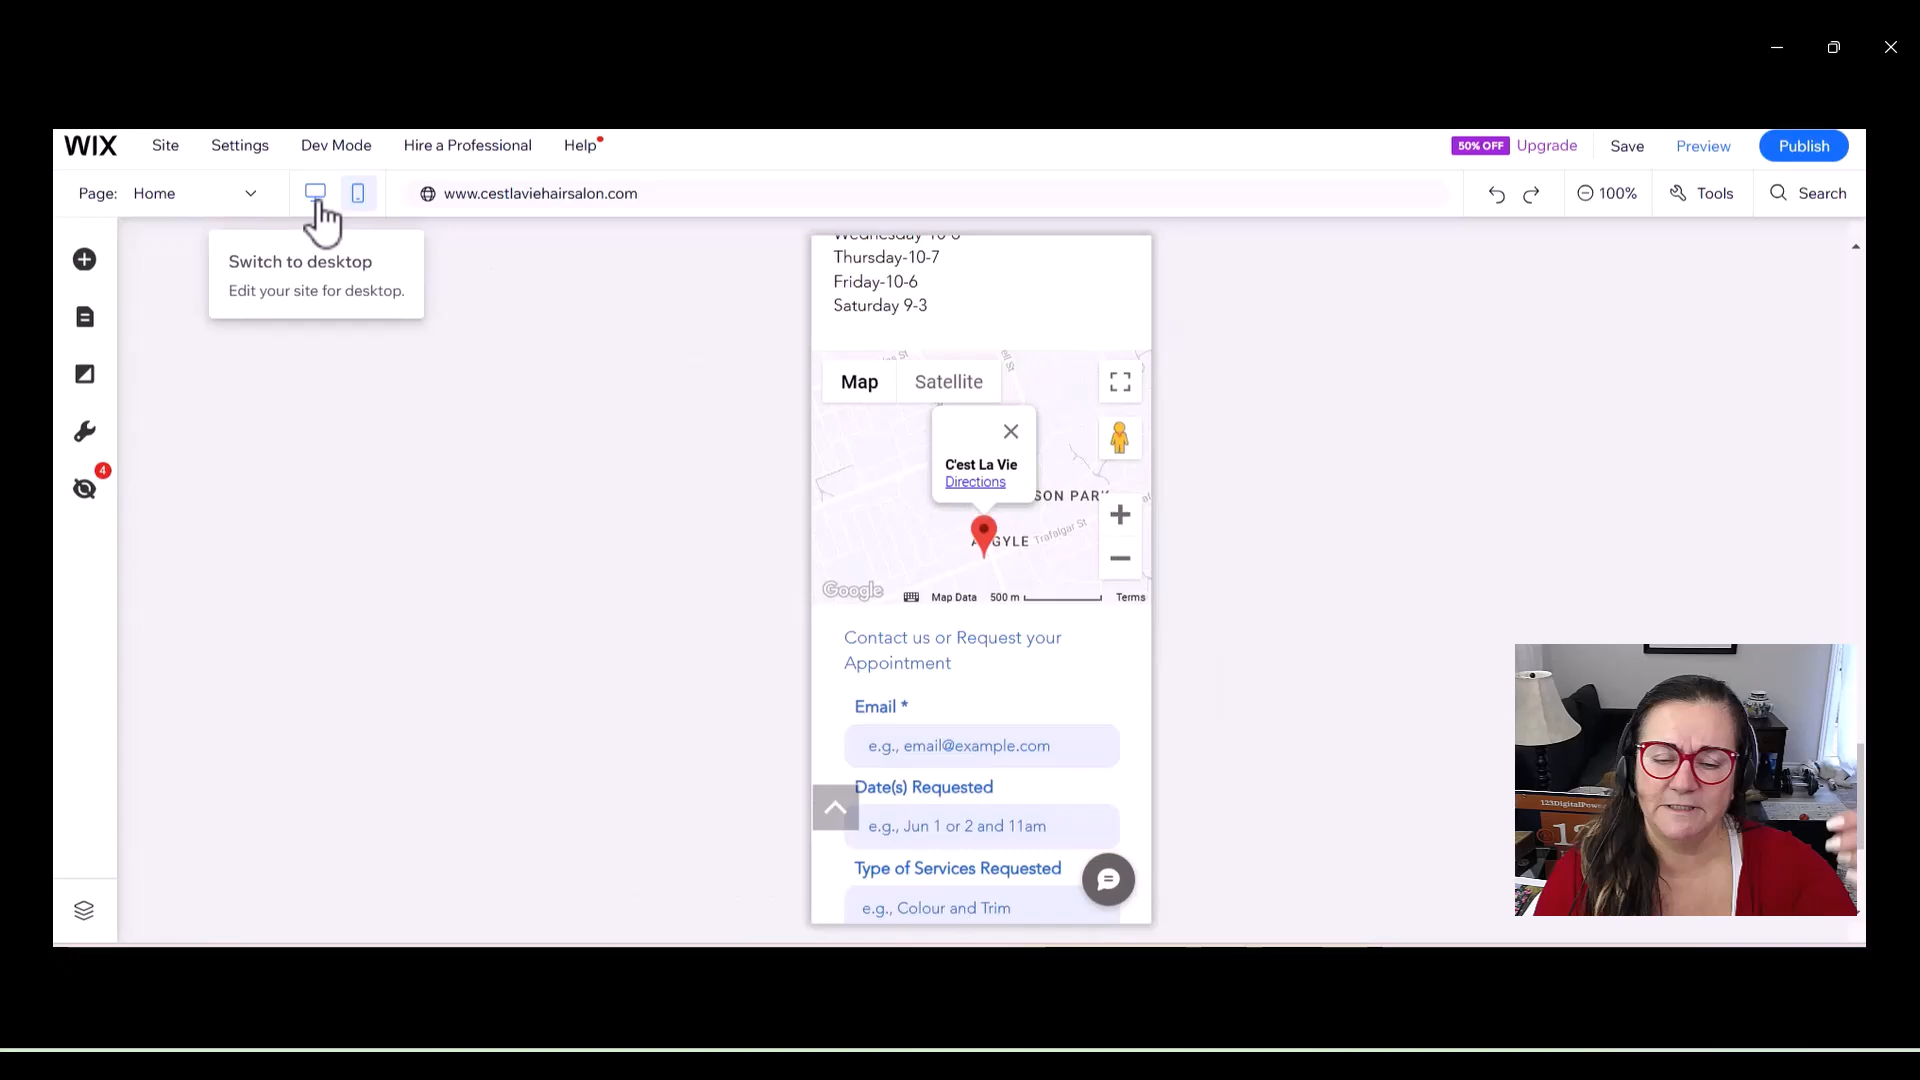 WIX Site Settings Dev Mode Hire a Professional Help 50% OFF Upgrade Save Preview Publish
Page: Home www.cestlaviehairsalon.com 100% Tools Search
Switch to desktop
Edit your site for desktop.
4
Thursday-10-7
Friday-10-6
Saturday 9-3
Map Satellite
C'est La Vie
Directions
SON PARK
GYLE Trafalgar St
Google Map Data 500 m Terms
Contact us or Request your
Appointment
Email *
e.g., email@example.com
Date(s) Requested
e.g., Jun 1 or 2 and 11am
Type of Services Requested
e.g., Colour and Trim